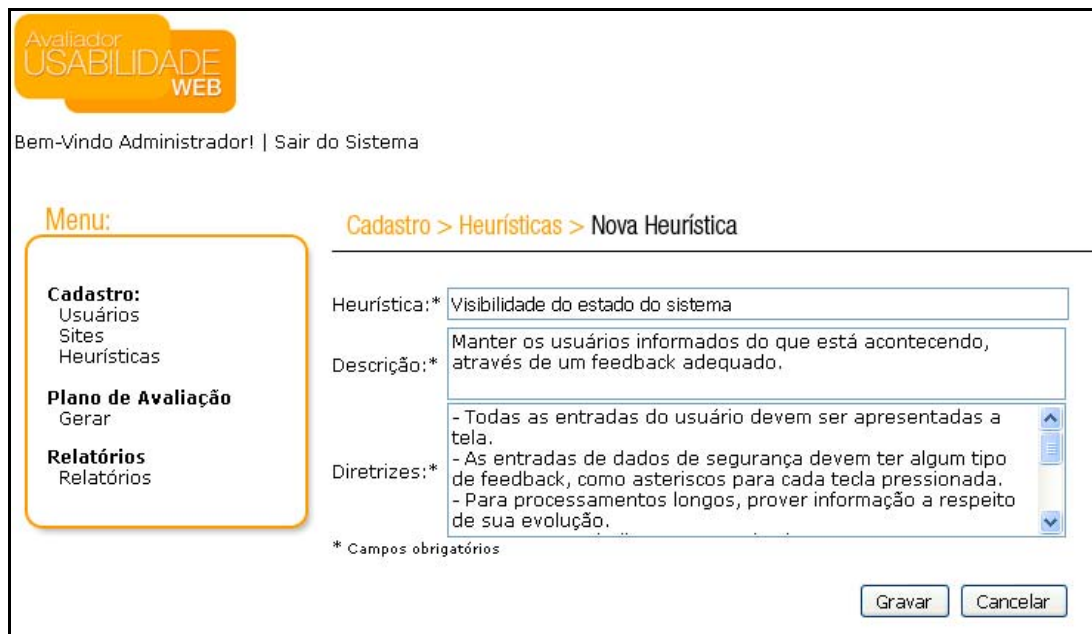 Avaliador
USABILIDADE
WEB
Bem-Vindo Administrador! | Sair do Sistema
Menu:
Cadastro:
Usuários
Sites
Heurísticas
Plano de Avaliação
Gerar
Relatórios
Relatórios
Cadastro > Heurísticas > Nova Heurística
Heurística:* Visibilidade do estado do sistema
Descrição:* Manter os usuários informados do que está acontecendo,
através de um feedback adequado.
Diretrizes:* - Todas as entradas do usuário devem ser apresentadas a
tela.
- As entradas de dados de segurança devem ter algum tipo
de feedback, como asteriscos para cada tecla pressionada.
- Para processamentos longos, prover informação a respeito
de sua evolução.
* Campos obrigatórios
Gravar Cancelar